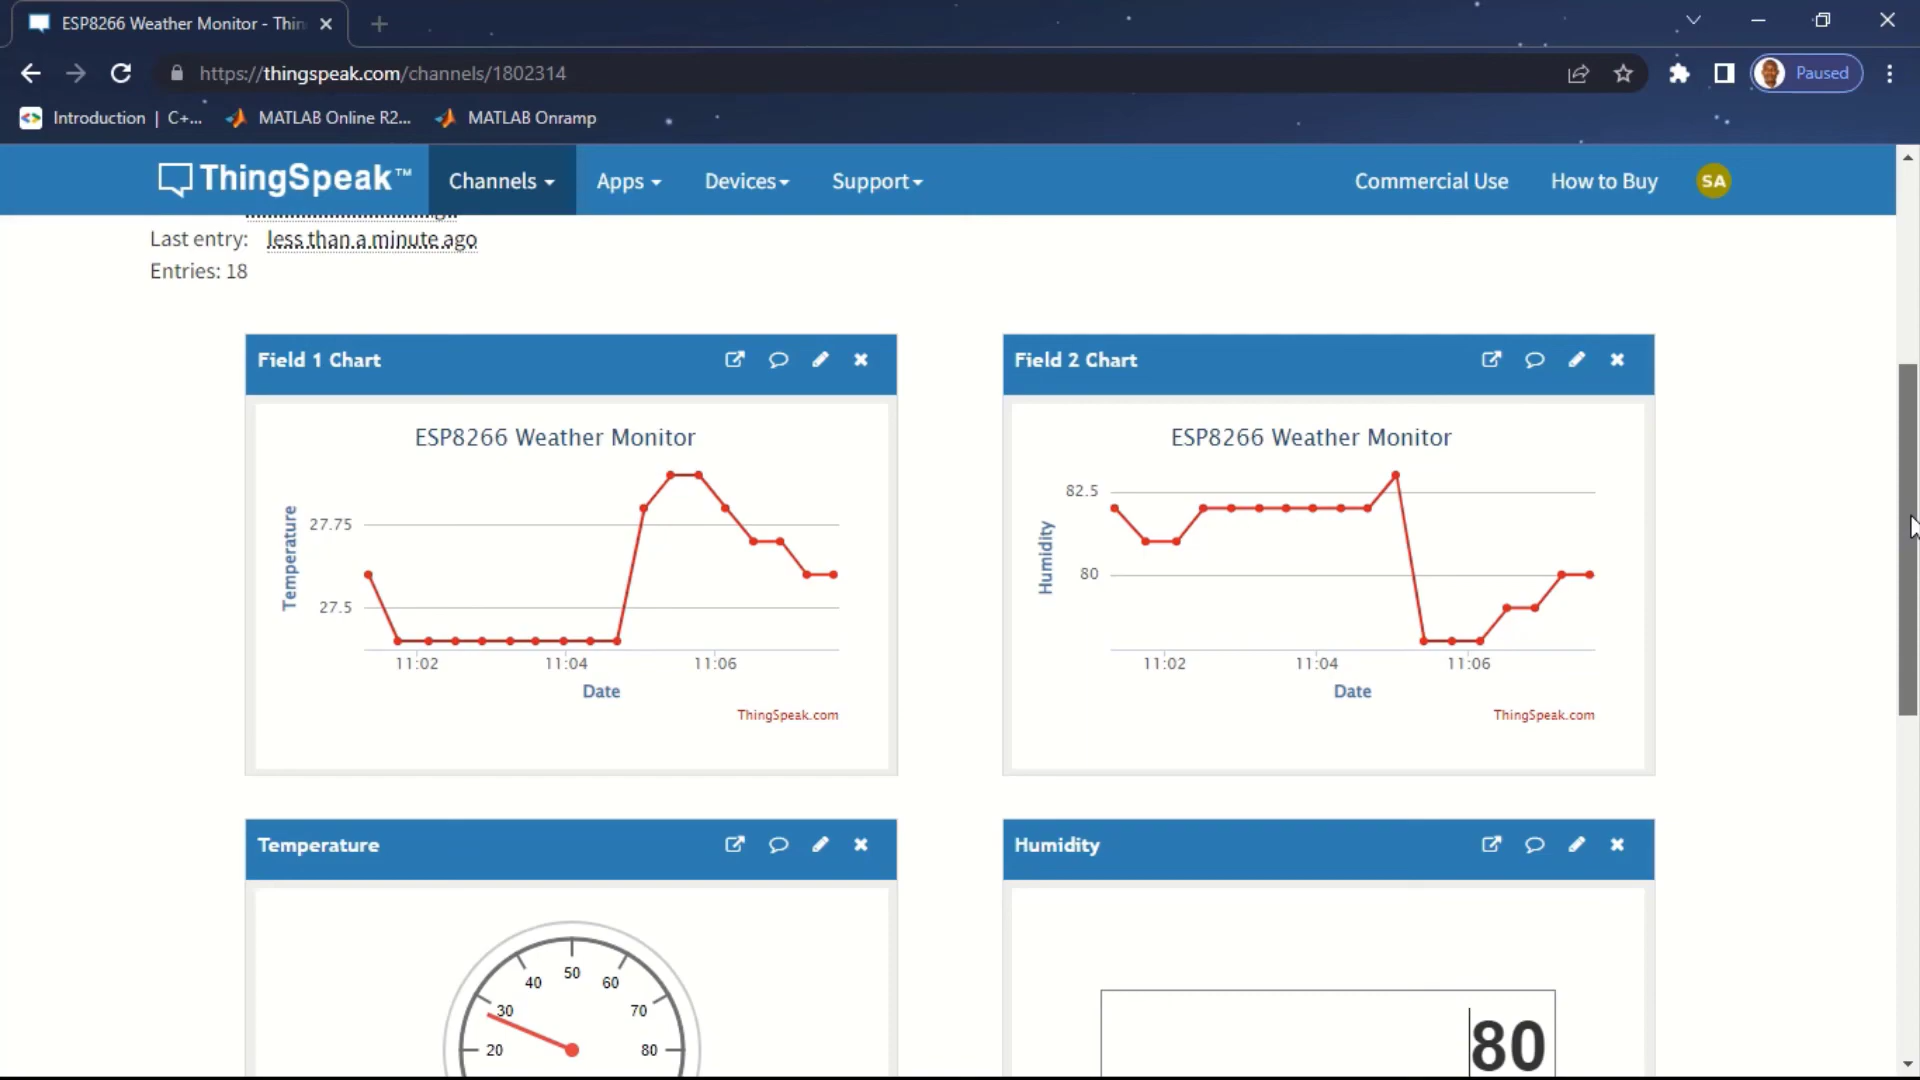 ESP8266 Weather Monitor - Thin
https://thingspeak.com/channels/1802314
Paused
Introduction | C+...
MATLAB Online R2...
MATLAB Onramp
ThingSpeak™
Channels
Apps
Devices
Support
Commercial Use
How to Buy
SA
Last entry: less than a minute ago
Entries: 18
Field 1 Chart
ESP8266 Weather Monitor
Temperature
27.75
27.5
11:02
11:04
11:06
Date
ThingSpeak.com
Field 2 Chart
ESP8266 Weather Monitor
Humidity
82.5
80
11:02
11:04
11:06
Date
ThingSpeak.com
Temperature
20
30
40
50
60
70
80
Humidity
80